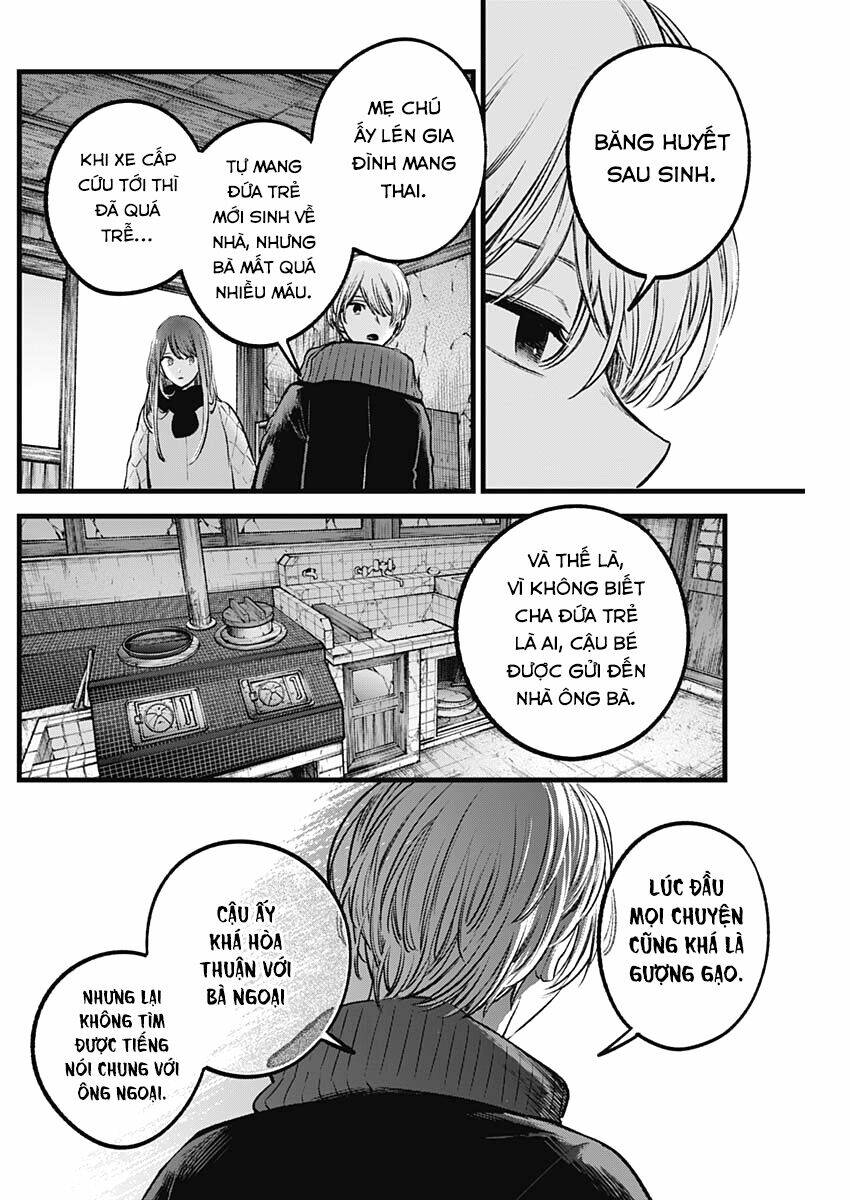 BĂNG HUYẾT
SAU SINH.
MẸ CHÚ
ẤY LÉN GIA
ĐÌNH MANG
THAI.
TỰ MANG
ĐỨA TRẺ
MỚI SINH VỀ
NHÀ, NHƯNG
BÀ MẤT QUÁ
NHIỀU MÁU.
KHI XE CẤP
CỨU TỚI THÌ
ĐÃ QUÁ
TRỄ...
VÀ THẾ LÀ,
VÌ KHÔNG BIẾT
CHA ĐỨA TRẺ
LÀ AI, CẬU BÉ
ĐƯỢC GỬI ĐẾN
NHÀ ÔNG BÀ.
LÚC ĐẦU
MỌI CHUYỆN
CŨNG KHÁ LÀ
GƯỢNG GẠO.
CẬU ẤY
KHÁ HÒA
THUẬN VỚI
BÀ NGOẠI
NHƯNG LẠI
KHÔNG TÌM
ĐƯỢC TIẾNG
NÓI CHUNG VỚI
ÔNG NGOẠI.